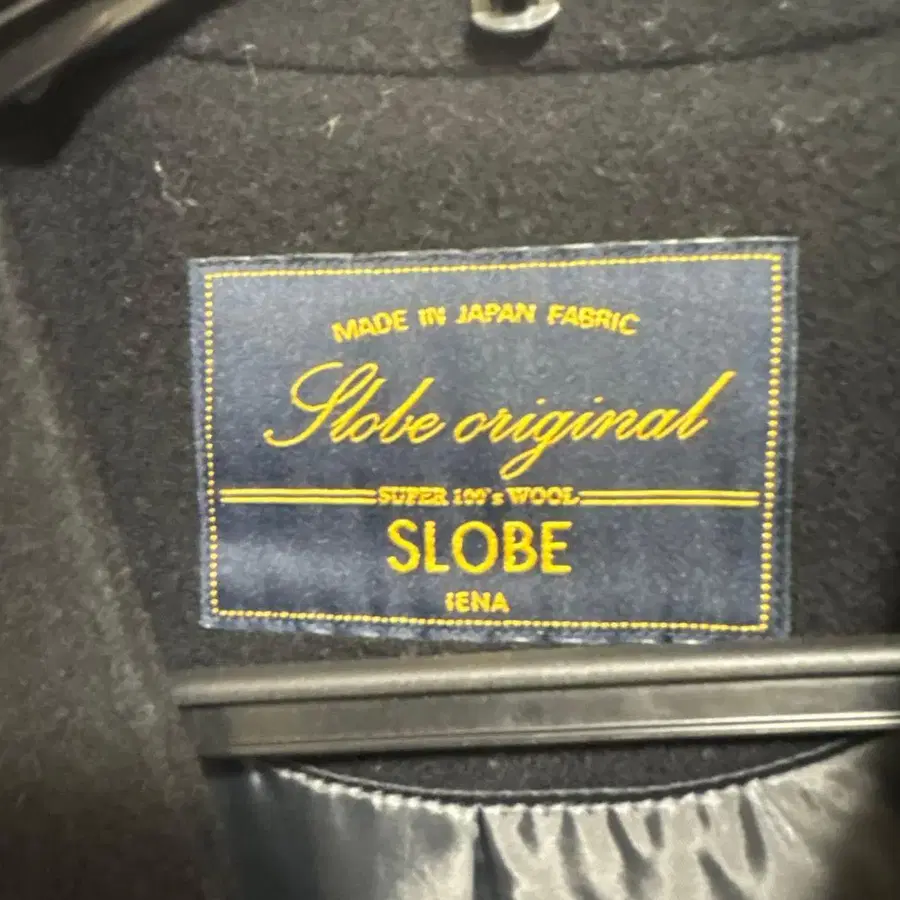 MADE IN JAPAN FABRIC
Slobe original
SUPER 100's WOOL
SLOBE
IENA